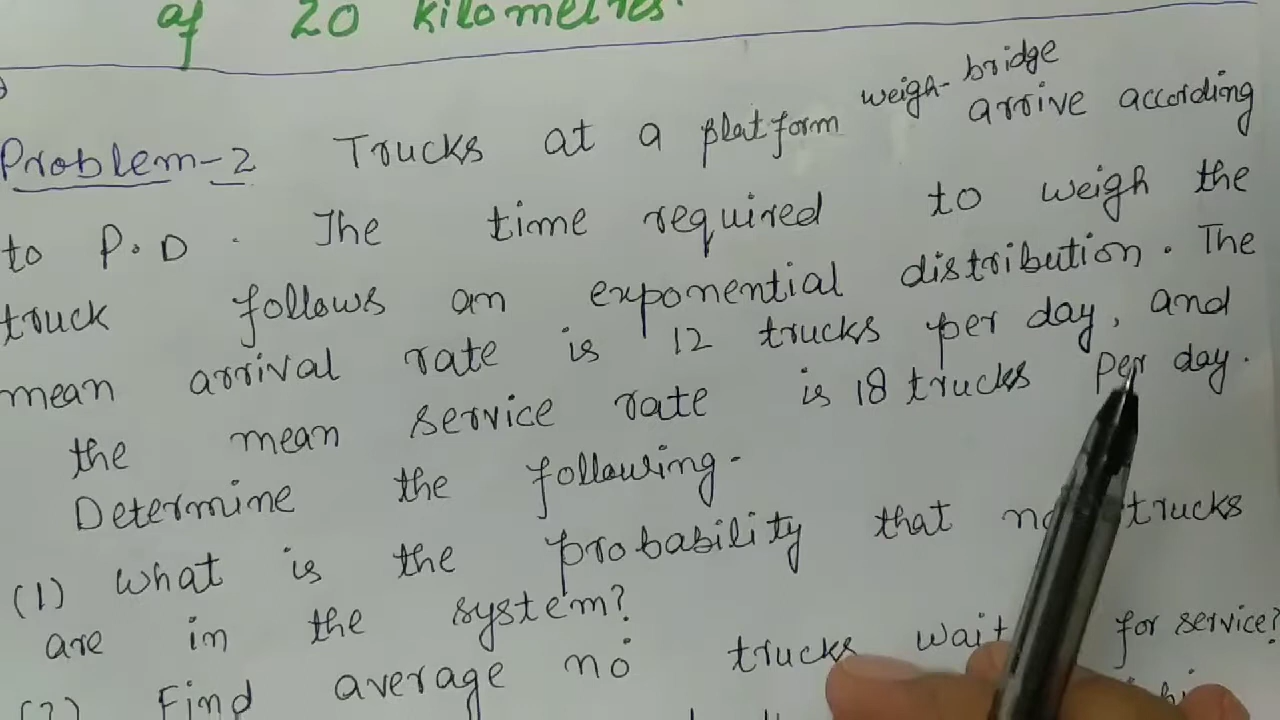 of 20 kilometres.
weigh-bridge
Problem-2 Trucks at a platform arrive according
to P.D. The time required to weigh the
truck follows an exponential distribution. The
mean arrival rate is 12 trucks per day, and
the mean service rate is 18 trucks per day.
Determine the following-
(1) What is the probability that trucks
are in the system?
(2) Find average no trucks wait for service?